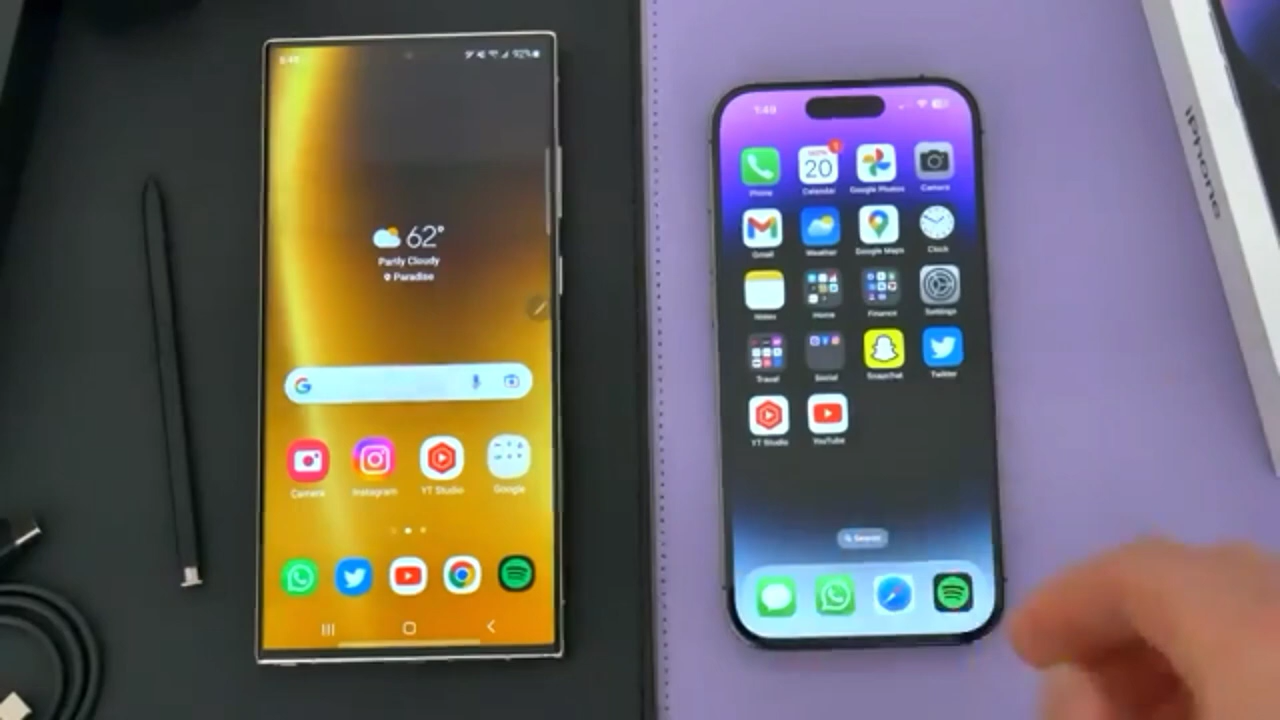 62°
Partly Cloudy
Paradise
Camera
Instagram
YT Studio
Google
1:49
Phone
20
Calendar
Google Photos
Camera
Gmail
Weather
Google Maps
Clock
Notes
Home
Finance
Settings
Travel
Social
Snapchat
Twitter
YT Studio
YouTube
Search
iPhone